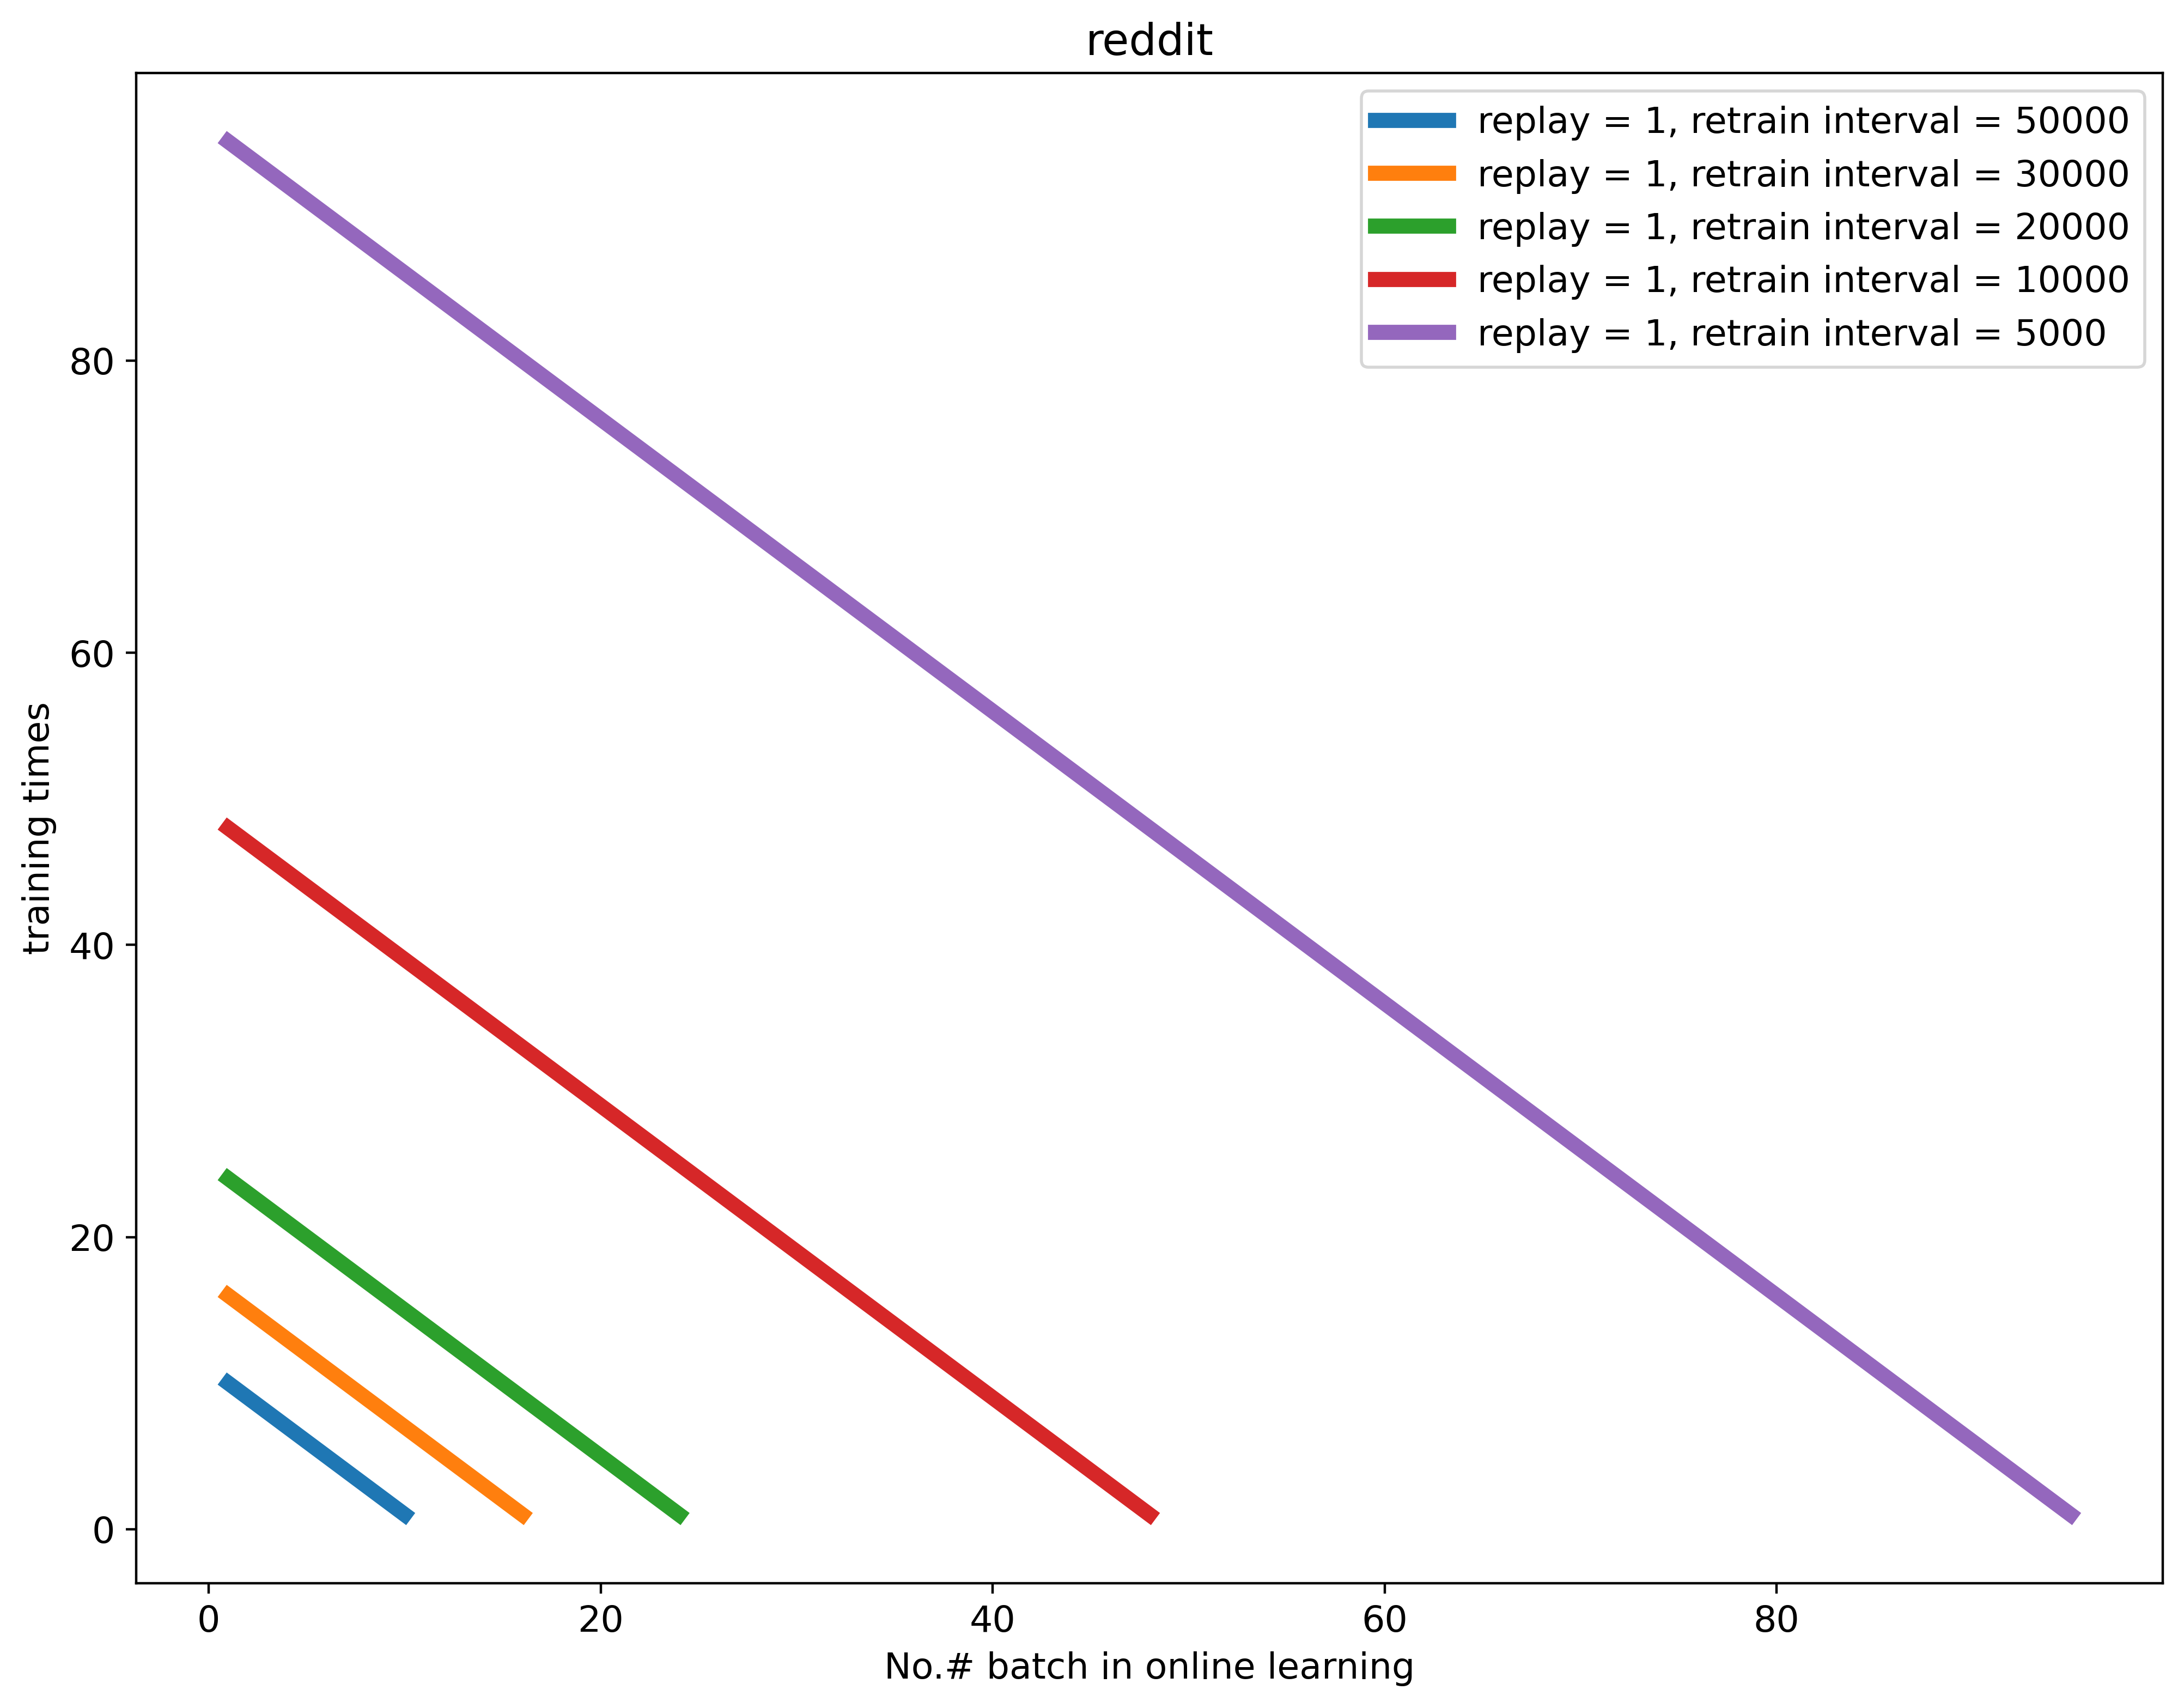 reddit
replay = 1, retrain interval = 50000
replay = 1, retrain interval = 30000
replay = 1, retrain interval = 20000
replay = 1, retrain interval = 10000
replay = 1, retrain interval = 5000
training times
80
60
40
20
0
0 20 40 60 80
No.# batch in online learning